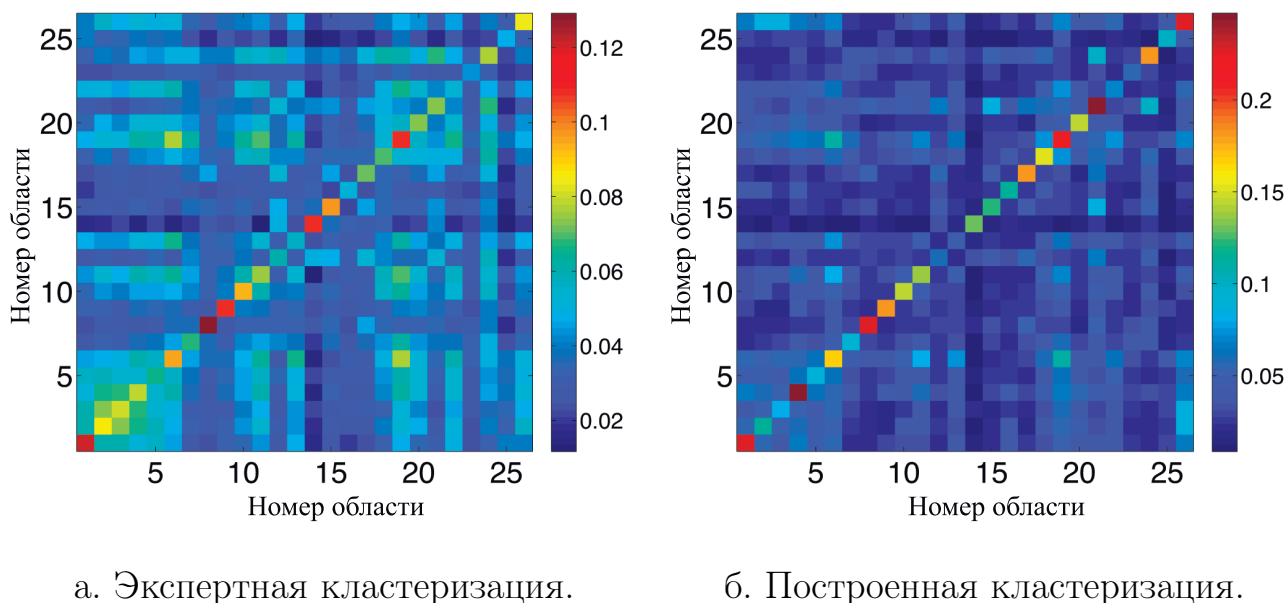 Номер области
25
20
15
10
5
5 10 15 20 25
Номер области
0.12
0.1
0.08
0.06
0.04
0.02
а. Экспертная кластеризация.
Номер области
25
20
15
10
5
5 10 15 20 25
Номер области
0.2
0.15
0.1
0.05
б. Построенная кластеризация.